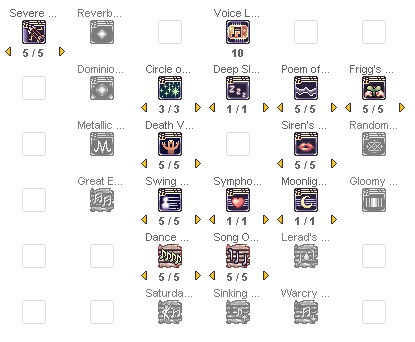 Severe ... Reverb... Voice L...
5 / 5 10
Dominio... Circle o... Deep Sl... Poem of... Frigg's ...
3 / 3 1 / 1 5 / 5 5 / 5
Metallic ... Death V... Siren's ... Random...
5 / 5 5 / 5
Great E... Swing ... Sympho... Moonlig... Gloomy ...
5 / 5 1 / 1 1 / 1
Dance ... Song O... Lerad's ...
5 / 5 5 / 5
Saturda... Sinking ... Warcry ...